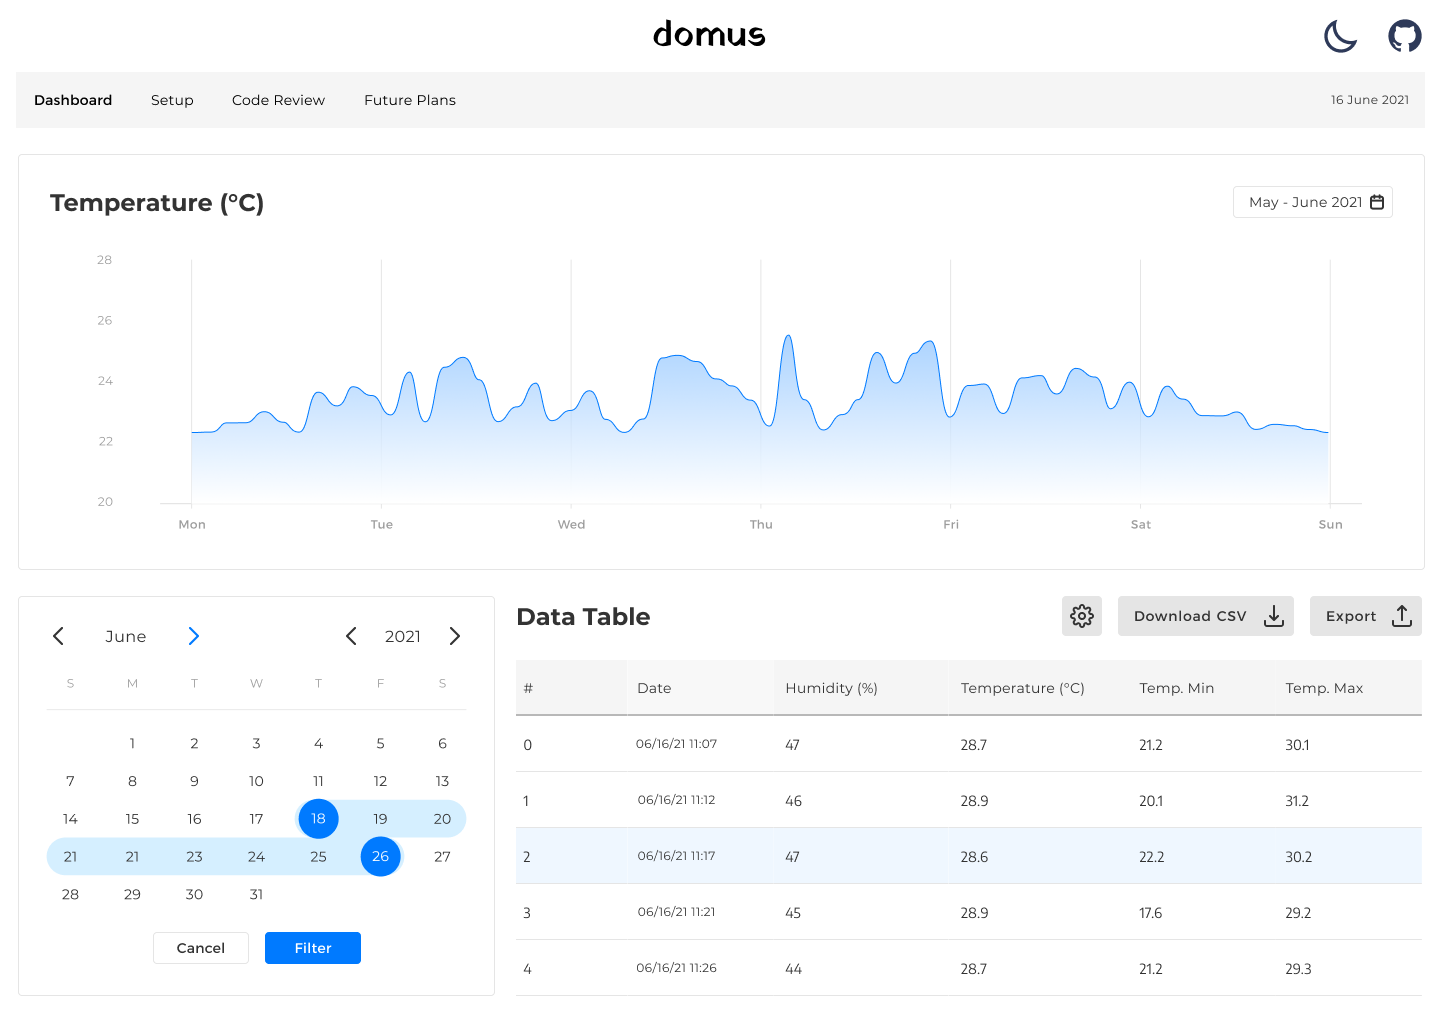 domus
Dashboard Setup Code Review Future Plans 16 June 2021
Temperature (°C) May - June 2021
28
26
24
22
20
Mon Tue Wed Thu Fri Sat Sun
June 2021
S M T W T F S
1 2 3 4 5 6
7 8 9 10 11 12 13
14 15 16 17 18 19 20
21 21 23 24 25 26 27
28 29 30 31
Cancel Filter
Data Table Download CSV Export
# Date Humidity (%) Temperature (°C) Temp. Min Temp. Max
0 06/16/21 11:07 47 28.7 21.2 30.1
1 06/16/21 11:12 46 28.9 20.1 31.2
2 06/16/21 11:17 47 28.6 22.2 30.2
3 06/16/21 11:21 45 28.9 17.6 29.2
4 06/16/21 11:26 44 28.7 21.2 29.3